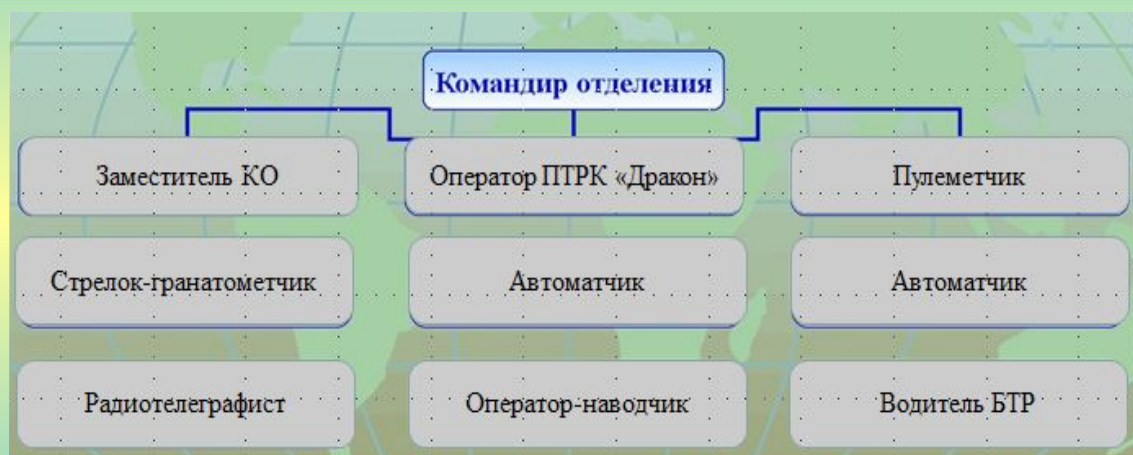 Командир отделения
Заместитель КО
Оператор ПТРК «Дракон»
Пулеметчик
Стрелок-гранатометчик
Автоматчик
Автоматчик
Радиотелеграфист
Оператор-наводчик
Водитель БТР